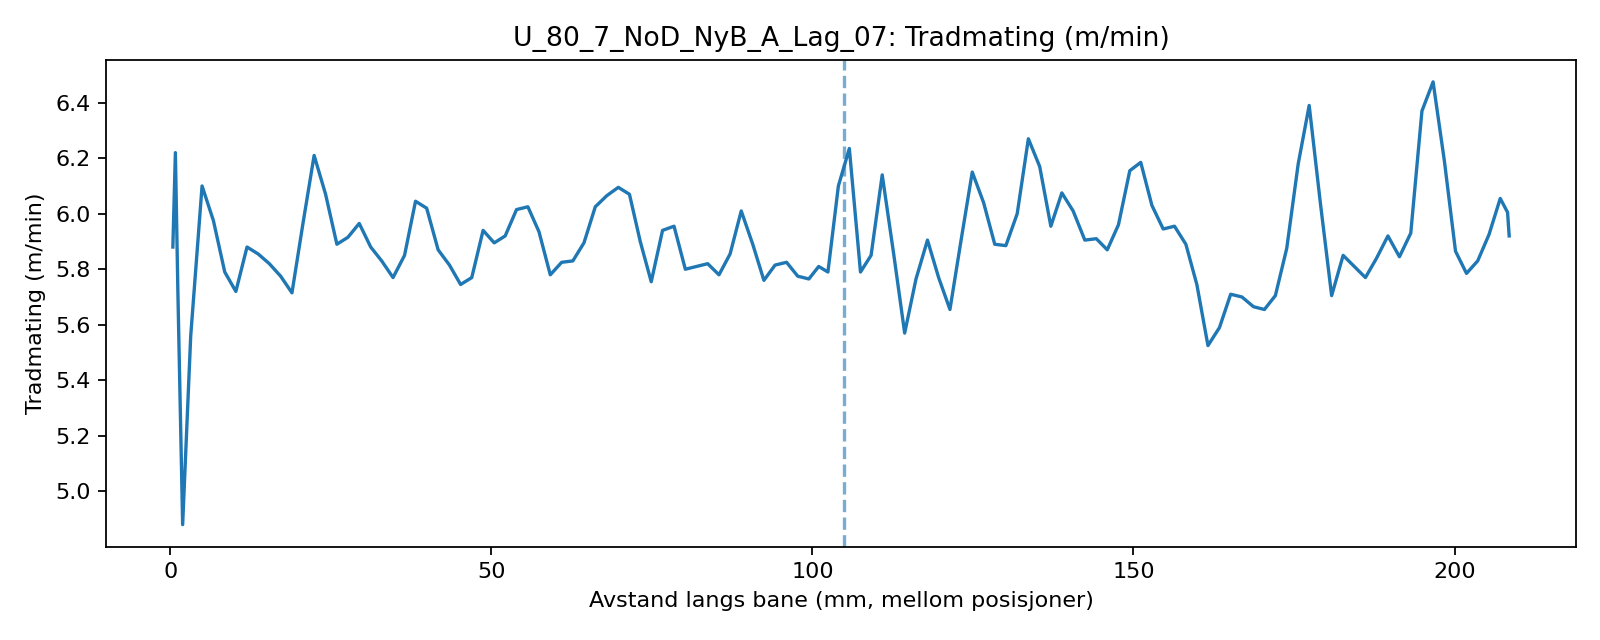 U_80_7_NoD_NyB_A_Lag_07: Tradmating (m/min)
Tradmating (m/min)
6.4
6.2
6.0
5.8
5.6
5.4
5.2
5.0
0 50 100 150 200
Avstand langs bane (mm, mellom posisjoner)